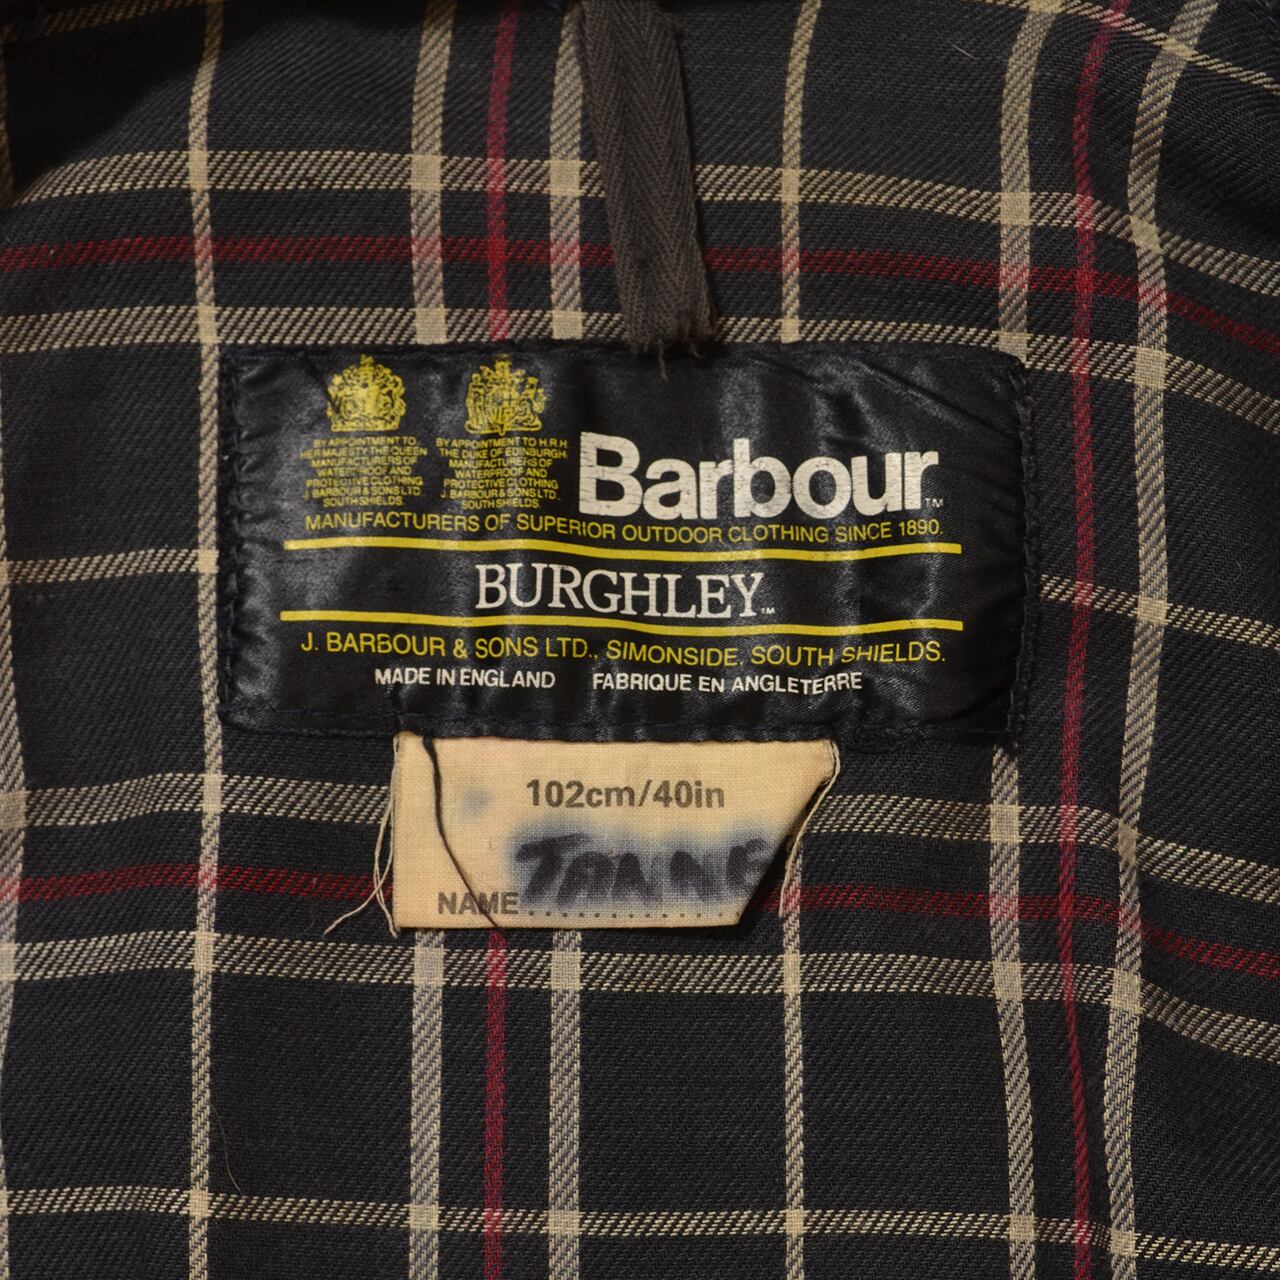 BY APPOINTMENT TO
HER MAJESTY THE QUEEN
MANUFACTURERS OF
WATERPROOF AND
PROTECTIVE CLOTHING
J. BARBOUR & SONS LTD.
SOUTH SHIELDS.
BY APPOINTMENT TO H.R.H.
THE DUKE OF EDINBURGH
MANUFACTURERS OF
WATERPROOF AND
PROTECTIVE CLOTHING
J. BARBOUR & SONS LTD.
SOUTH SHIELDS.
Barbour™
MANUFACTURERS OF SUPERIOR OUTDOOR CLOTHING SINCE 1890.
BURGHLEY™
J. BARBOUR & SONS LTD., SIMONSIDE, SOUTH SHIELDS.
MADE IN ENGLAND FABRIQUE EN ANGLETERRE
102cm/40in
NAME TANNE